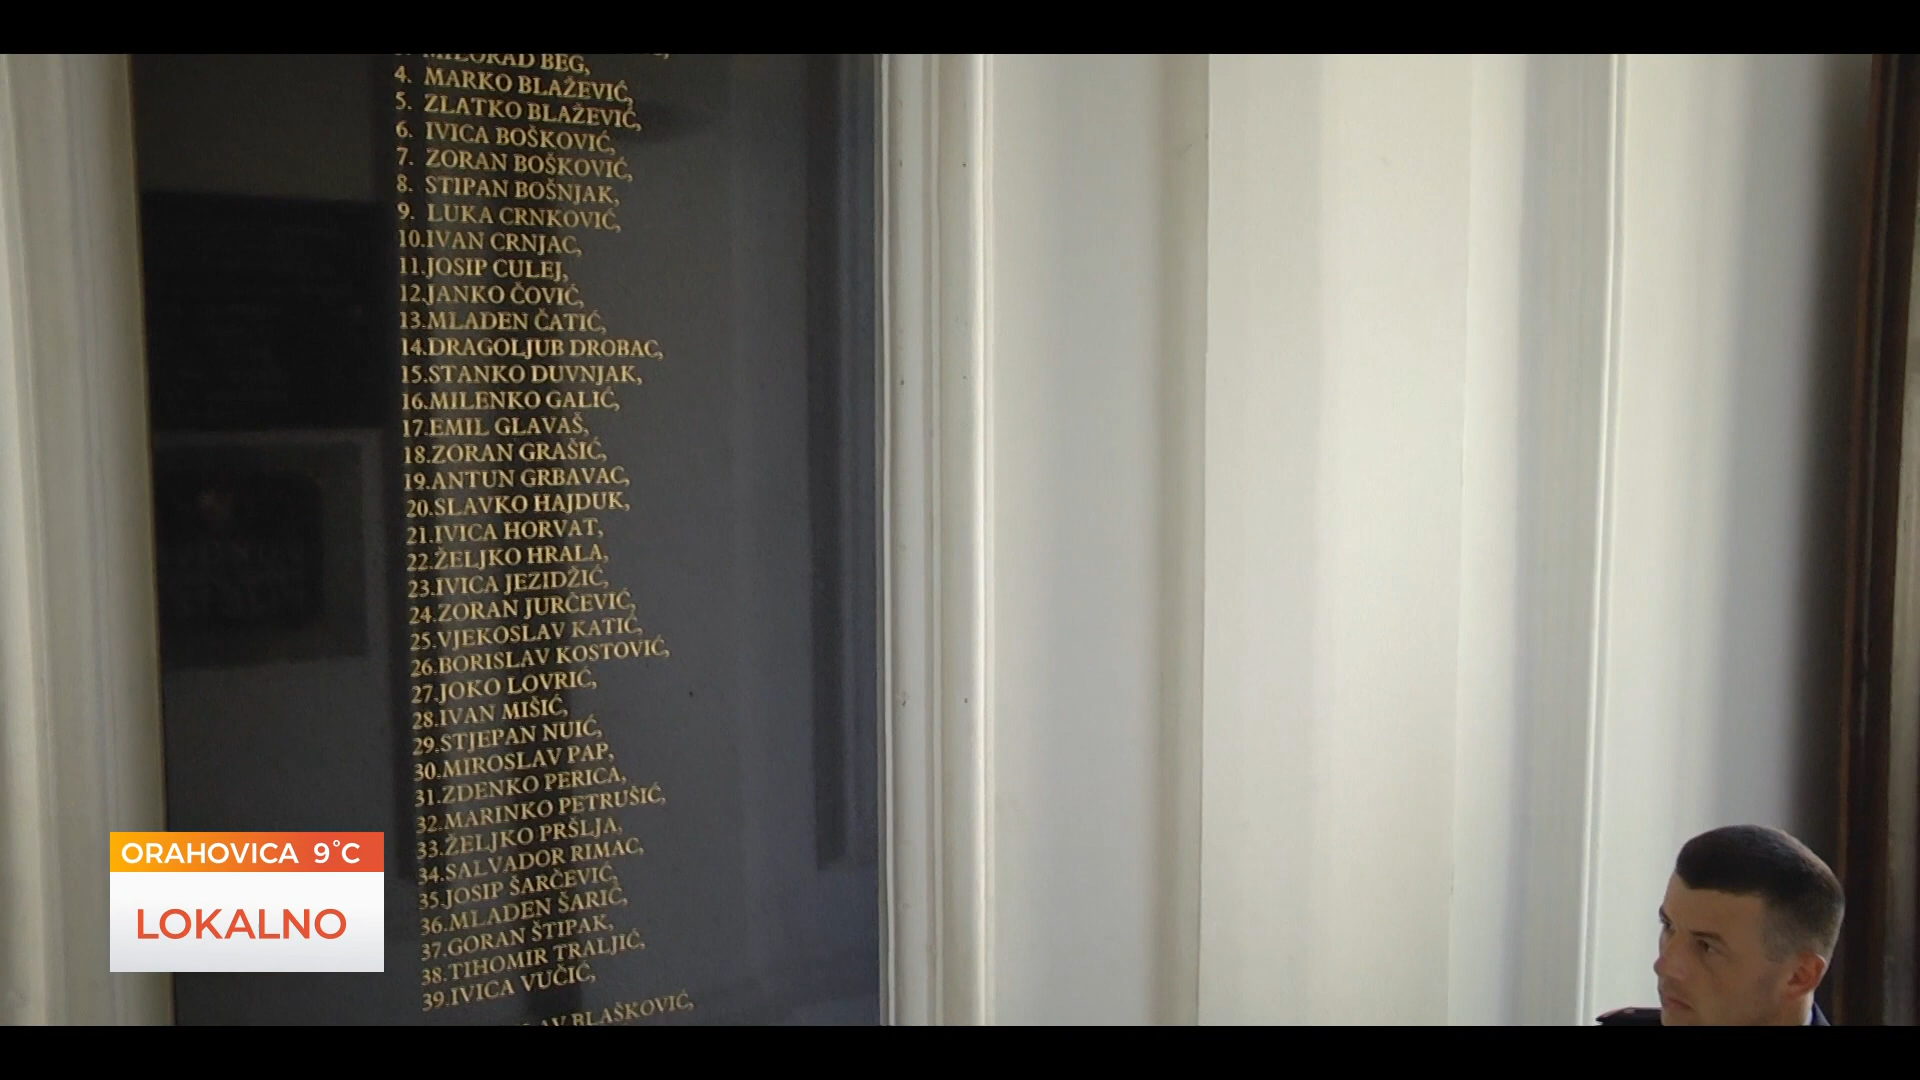 MILORAD BEG,
4. MARKO BLAŽEVIĆ,
5. ZLATKO BLAŽEVIĆ,
6. IVICA BOŠKOVIĆ,
7. ZORAN BOŠKOVIĆ,
8. STIPAN BOŠNJAK,
9. LUKA CRNKOVIĆ,
10.IVAN CRNJAC,
11.JOSIP CULEJ,
12.JANKO ČOVIĆ,
13.MLADEN ČATIĆ,
14.DRAGOLJUB DROBAC,
15.STANKO DUVNJAK,
16.MILENKO GALIĆ,
17.EMIL GLAVAŠ,
18.ZORAN GRAŠIĆ,
19.ANTUN GRBAVAC,
20.SLAVKO HAJDUK,
21.IVICA HORVAT,
22.ŽELJKO HRALA,
23.IVICA JEZIDŽIĆ,
24.ZORAN JURČEVIĆ,
25.VJEKOSLAV KATIĆ,
26.BORISLAV KOSTOVIĆ,
27.JOKO LOVRIĆ,
28.IVAN MIŠIĆ,
29.STJEPAN NUIĆ,
30.MIROSLAV PAP,
31.ZDENKO PERICA,
32.MARINKO PETRUŠIĆ,
33.ŽELJKO PRŠLJA,
34.SALVADOR RIMAC,
35.JOSIP ŠARČEVIĆ,
36.MLADEN ŠARIĆ,
37.GORAN ŠTIPAK,
38.TIHOMIR TRALJIĆ,
39.IVICA VUČIĆ,
BLAŠKOVIĆ,
ORAHOVICA 9°C
LOKALNO